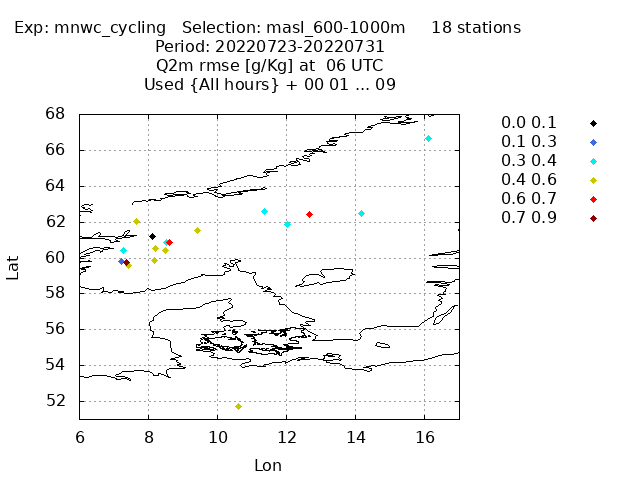 Exp: mnwc_cycling   Selection: masl_600-1000m     18 stations
Period: 20220723-20220731
Q2m rmse [g/Kg] at  06 UTC
Used {All hours} + 00 01 ... 09
68
66
64
62
60
58
56
54
52
6 8 10 12 14 16
Lat
Lon
0.0 0.1
0.1 0.3
0.3 0.4
0.4 0.6
0.6 0.7
0.7 0.9